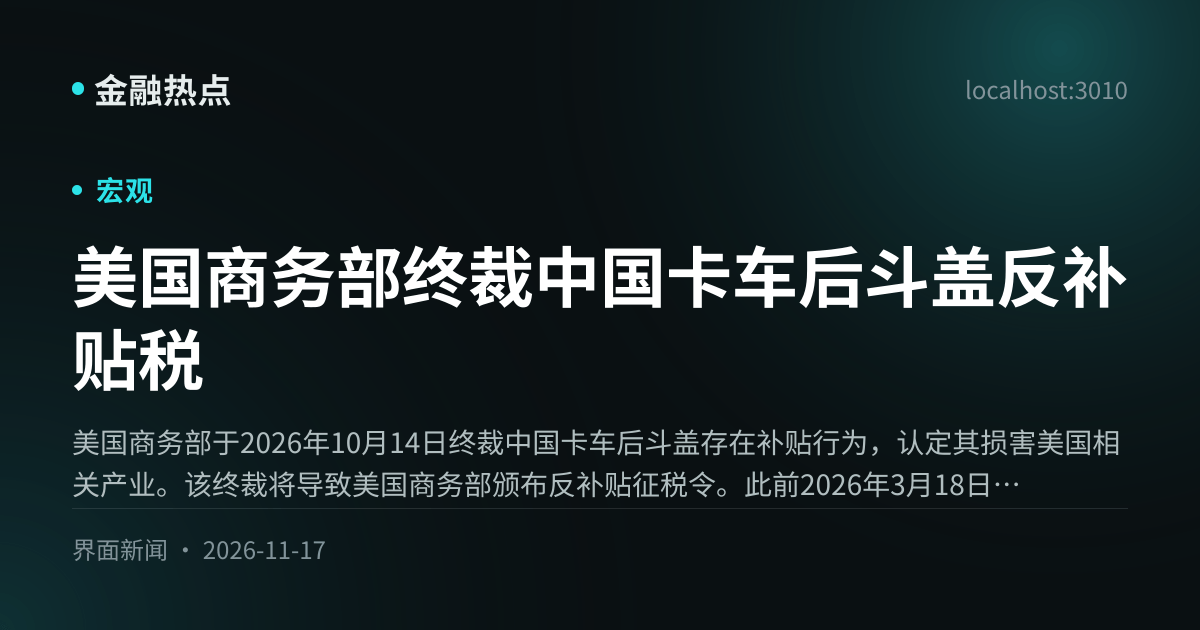 金融热点
localhost:3010
宏观
美国商务部终裁中国卡车后斗盖反补
贴税
美国商务部于2026年10月14日终裁中国卡车后斗盖存在补贴行为，认定其损害美国相
关产业。该终裁将导致美国商务部颁布反补贴征税令。此前2026年3月18日…
界面新闻 · 2026-11-17